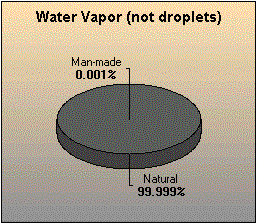 Water Vapor (not droplets)
Man-made
0.001%
Natural
99.999%